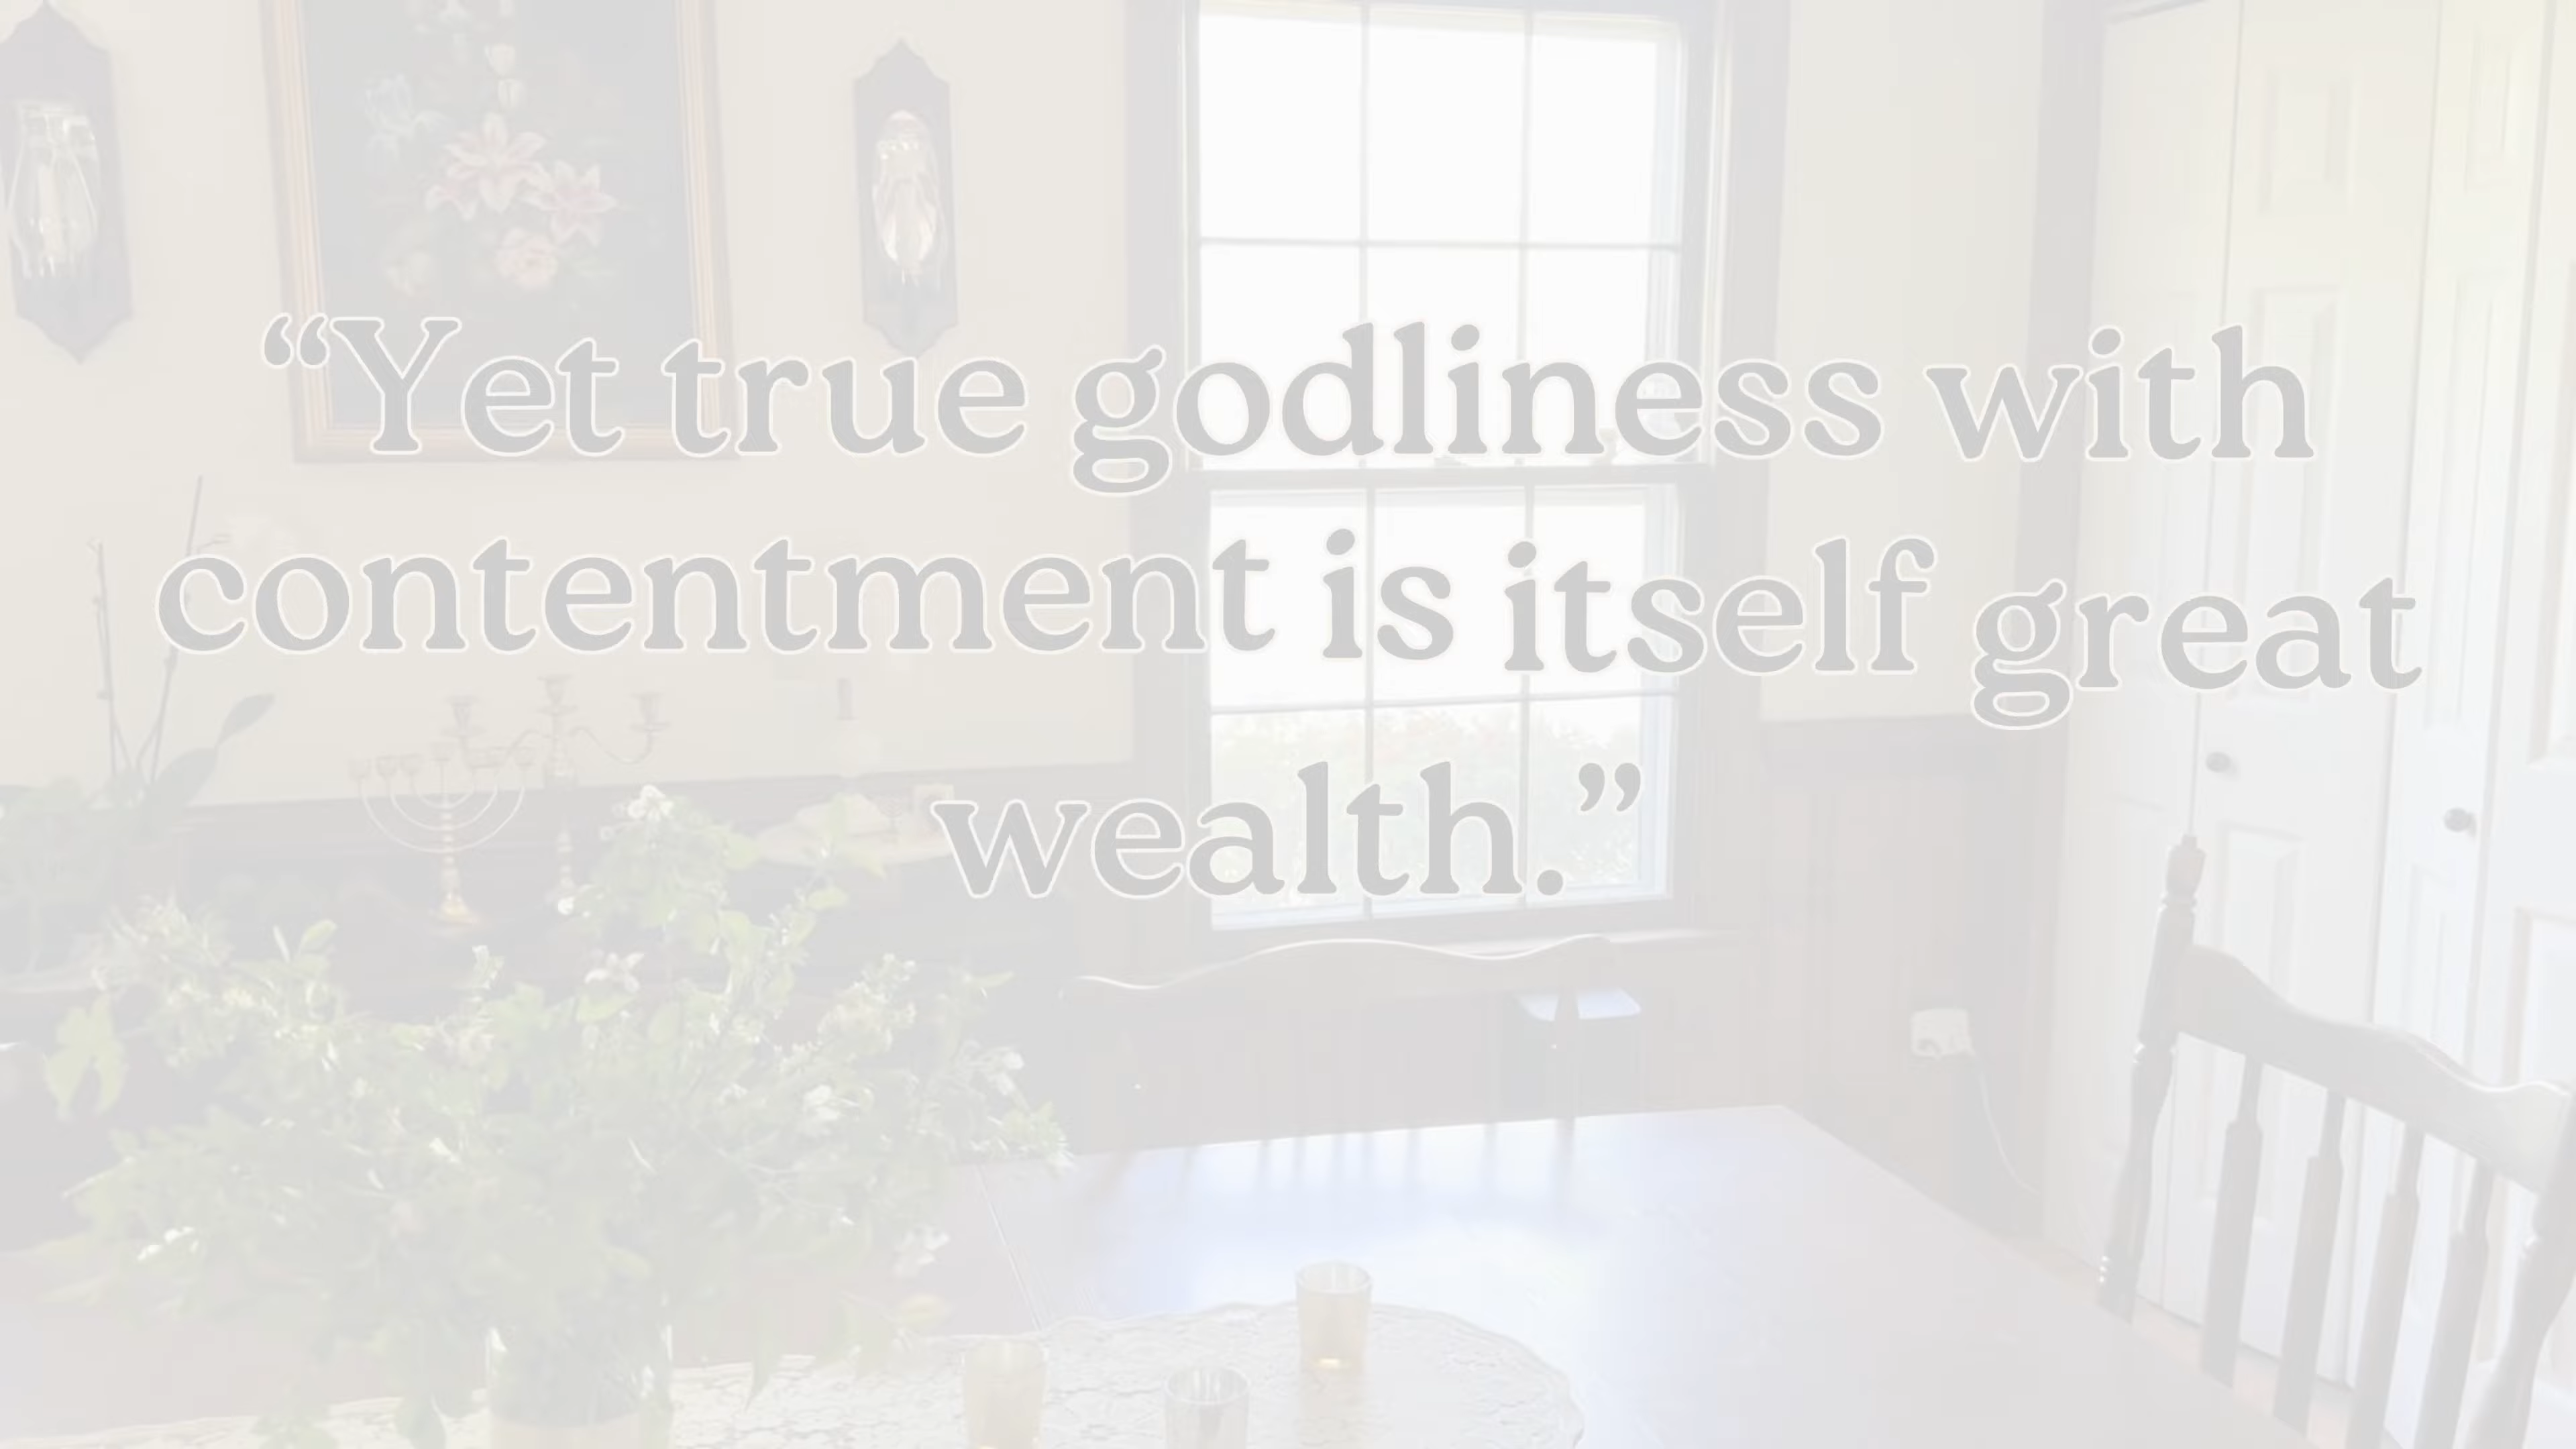 “Yet true godliness with
contentment is itself great
wealth.”